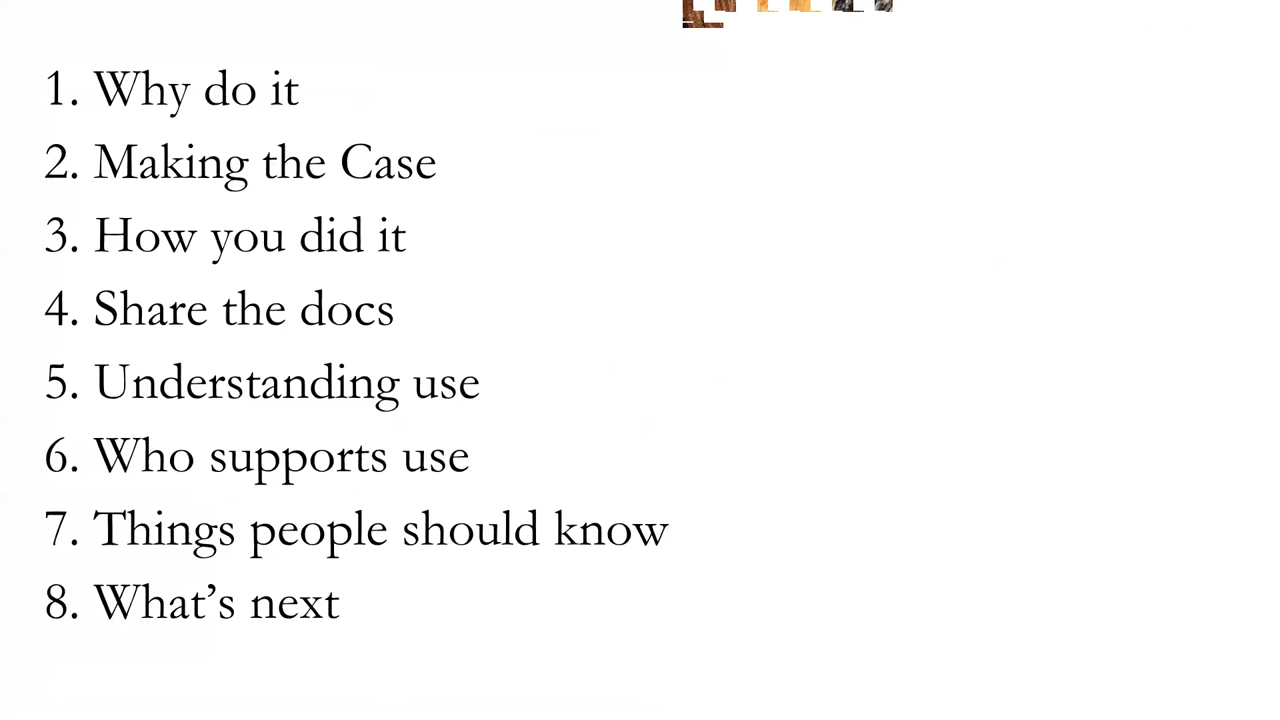 1. Why do it
2. Making the Case
3. How you did it
4. Share the docs
5. Understanding use
6. Who supports use
7. Things people should know
8. What’s next